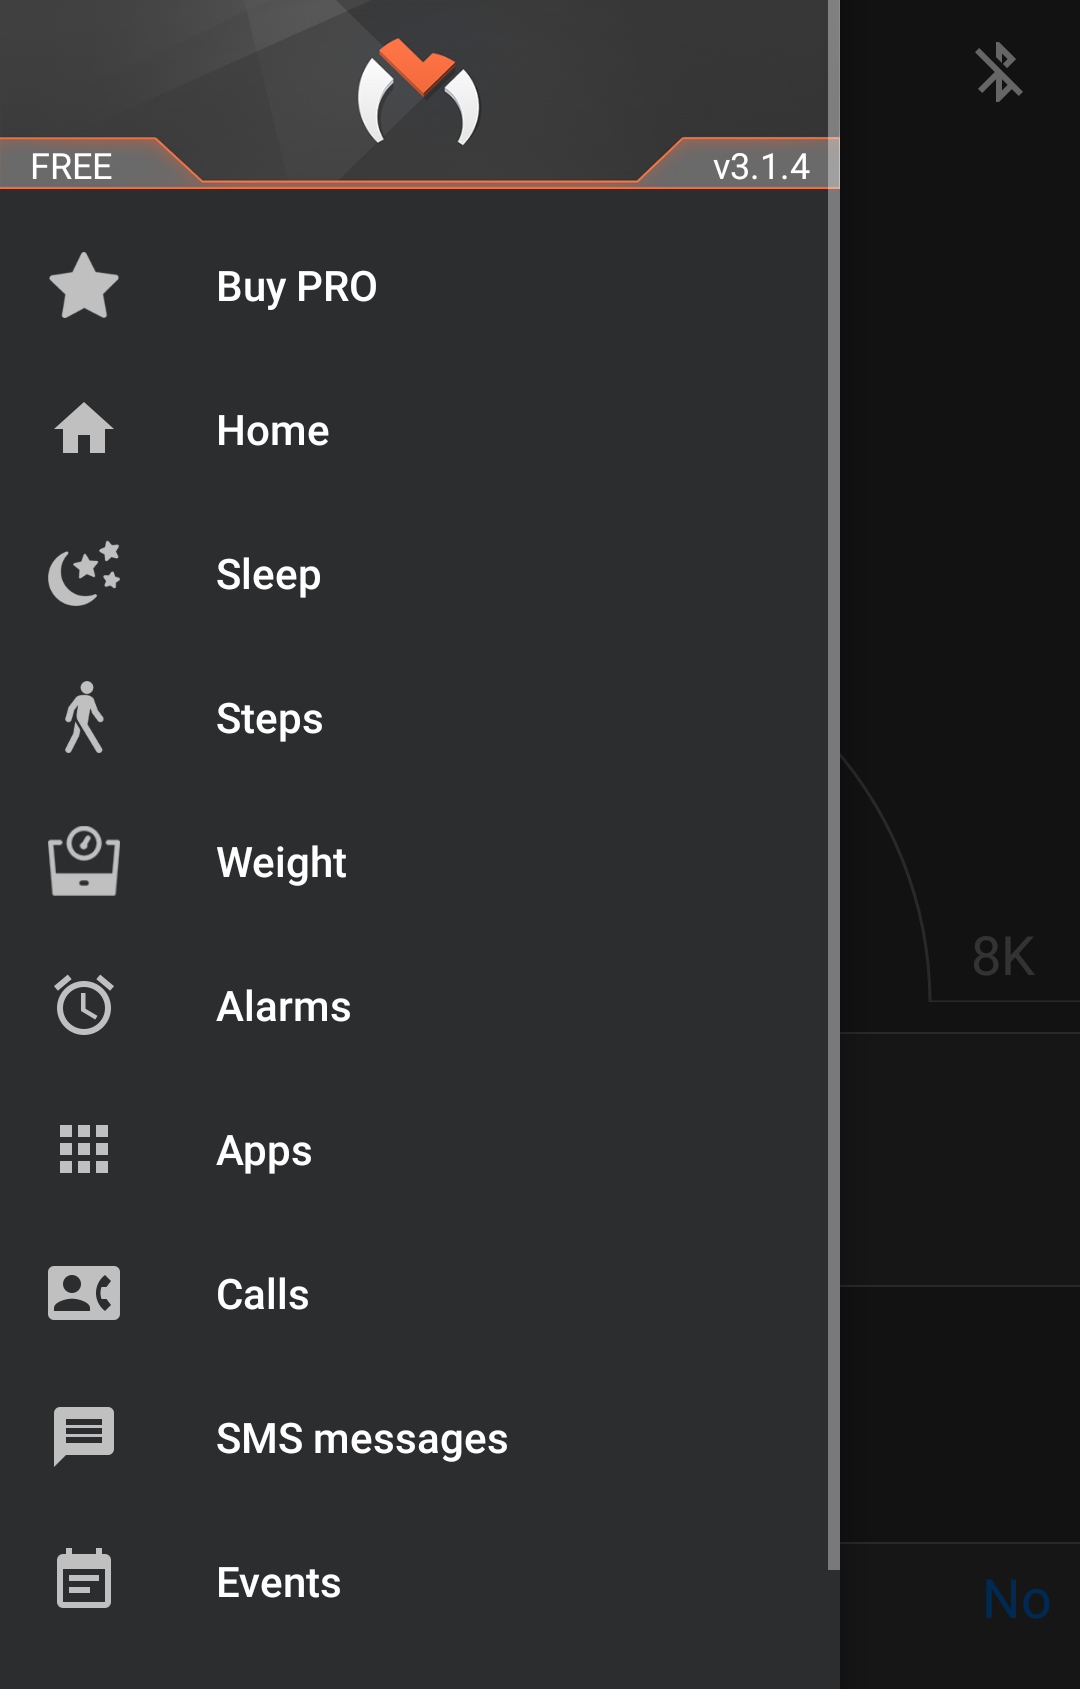 FREE
v3.1.4
Buy PRO
Home
Sleep
Steps
Weight
Alarms
Apps
Calls
SMS messages
Events
8K
No